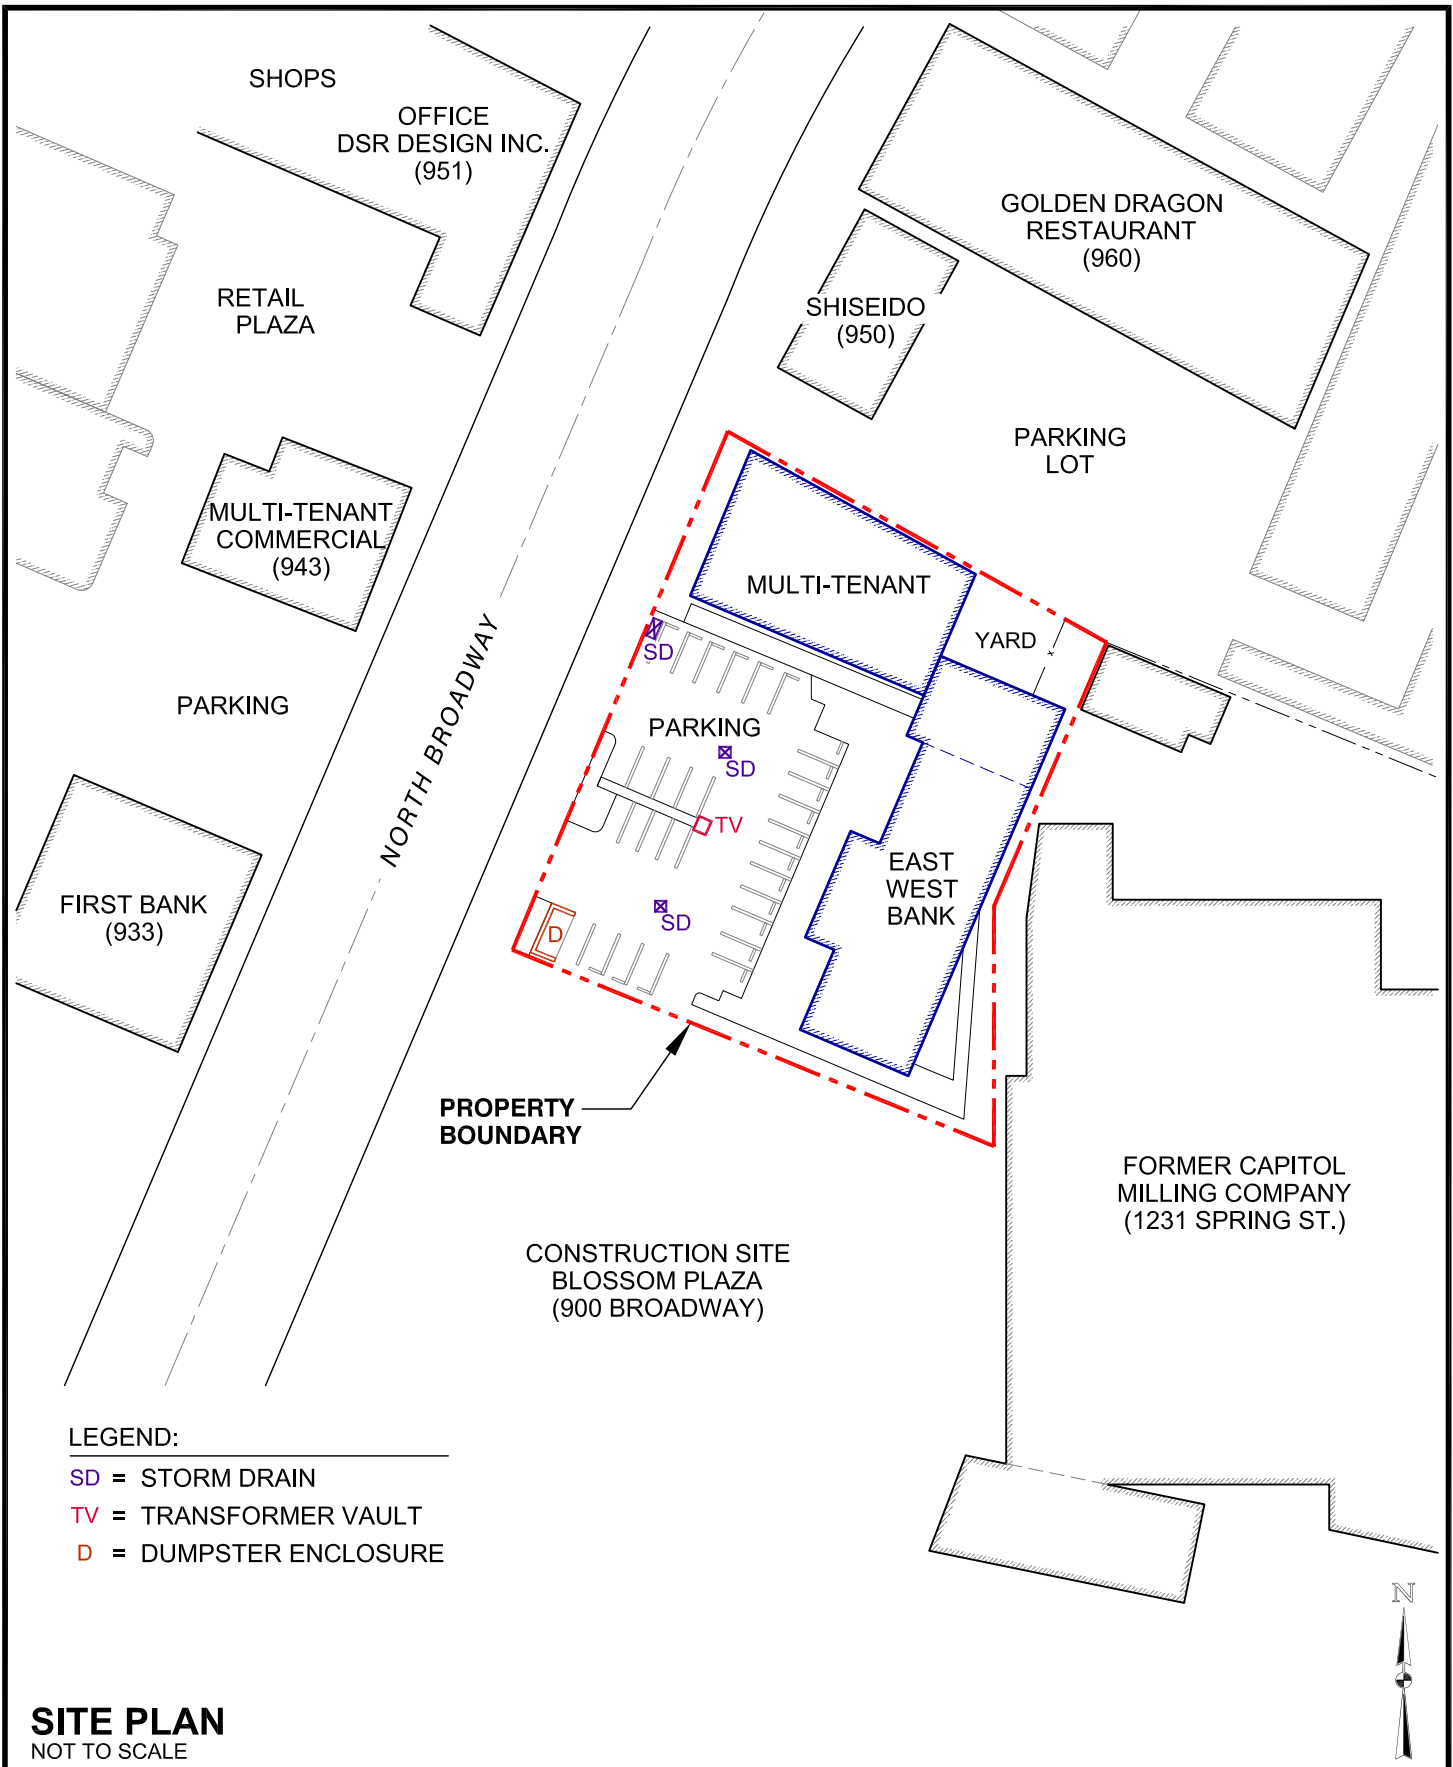 SHOPS
OFFICE
DSR DESIGN INC.
(951)
GOLDEN DRAGON
RESTAURANT
(960)
RETAIL
PLAZA
SHISEIDO
(950)
PARKING
LOT
MULTI-TENANT
COMMERCIAL
(943)
MULTI-TENANT
YARD
SD
PARKING
NORTH BROADWAY
PARKING
SD
TV
EAST
WEST
BANK
FIRST BANK
(933)
SD
D
PROPERTY
BOUNDARY
FORMER CAPITOL
MILLING COMPANY
(1231 SPRING ST.)
CONSTRUCTION SITE
BLOSSOM PLAZA
(900 BROADWAY)
LEGEND:
SD = STORM DRAIN
TV = TRANSFORMER VAULT
D = DUMPSTER ENCLOSURE
N
SITE PLAN
NOT TO SCALE